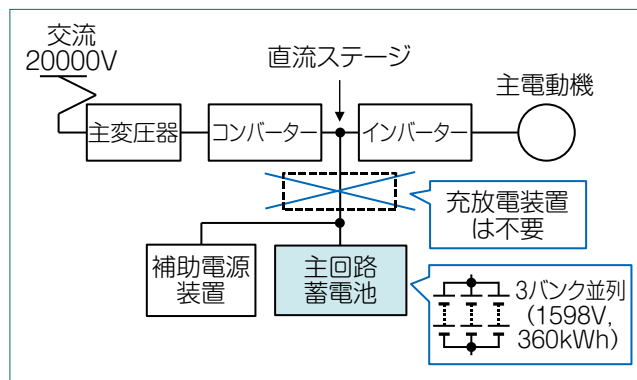 交流
20000V
直流ステージ
主電動機
主変圧器
コンバーター
インバーター
充放電装置
は不要
補助電源
装置
主回路
蓄電池
3バンク並列
(1598V,
360kWh)